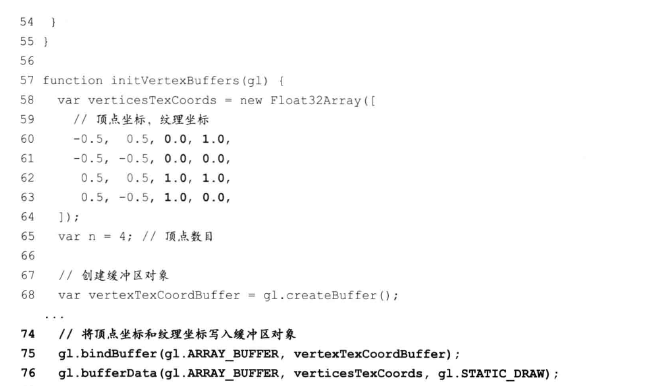 54  }
55 }
56
57 function initVertexBuffers(gl) {
58   var verticesTexCoords = new Float32Array([
59     // 顶点坐标、纹理坐标
60     -0.5,  0.5, 0.0, 1.0,
61     -0.5, -0.5, 0.0, 0.0,
62      0.5,  0.5, 1.0, 1.0,
63      0.5, -0.5, 1.0, 0.0,
64   ]);
65   var n = 4; // 顶点数目
66
67   // 创建缓冲区对象
68   var vertexTexCoordBuffer = gl.createBuffer();
   ...
74   // 将顶点坐标和纹理坐标写入缓冲区对象
75   gl.bindBuffer(gl.ARRAY_BUFFER, vertexTexCoordBuffer);
76   gl.bufferData(gl.ARRAY_BUFFER, verticesTexCoords, gl.STATIC_DRAW);